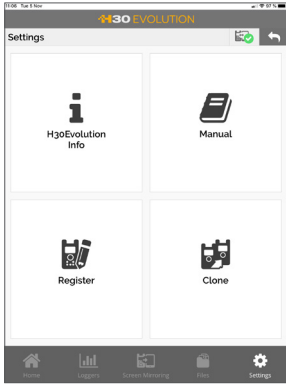 11:06 Tue 5 Nov 97 %
H30 EVOLUTION
Settings
H30Evolution
Info
Manual
Register
Clone
Home Loggers Screen Mirroring Files Settings